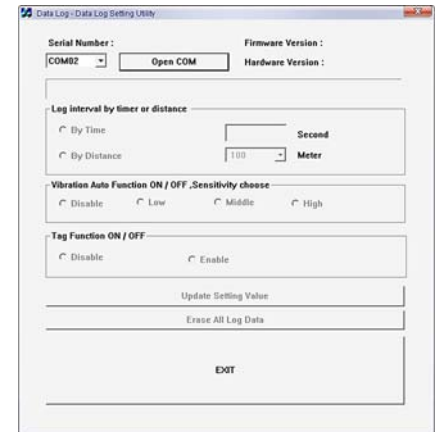 Data Log - Data Log Setting Utility
Serial Number : Firmware Version :
COM02 Open COM Hardware Version :
Log interval by timer or distance
By Time Second
By Distance 100 Meter
Vibration Auto Function ON / OFF ,Sensitivity choose
Disable Low Middle High
Tag Function ON / OFF
Disable Enable
Update Setting Value
Erase All Log Data
EXIT